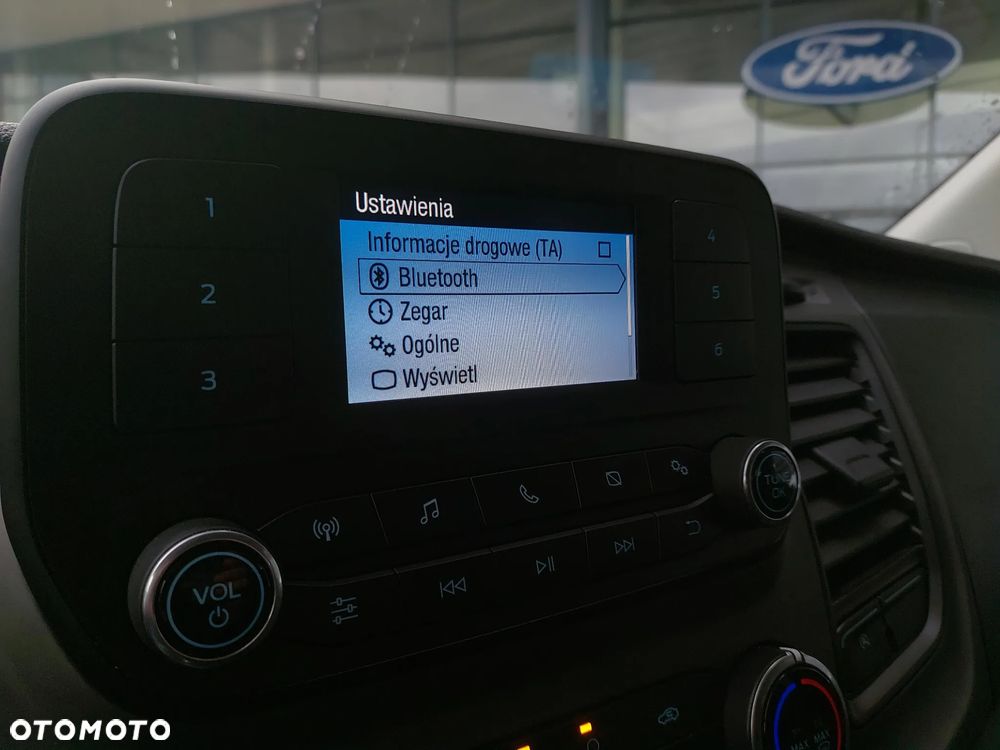 Ford
1
2
3
Ustawienia
Informacje drogowe (TA)
Bluetooth
Zegar
Ogólne
Wyświetl
4
5
6
TUNE
OK
VOL
MAX
OTOMOTO